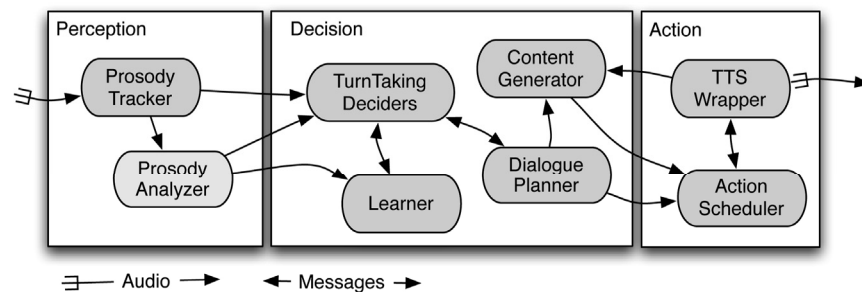 Perception
Prosody
Tracker
Prosody
Analyzer
Decision
TurnTaking
Deciders
Learner
Content
Generator
Dialogue
Planner
Action
TTS
Wrapper
Action
Scheduler
Audio
Messages